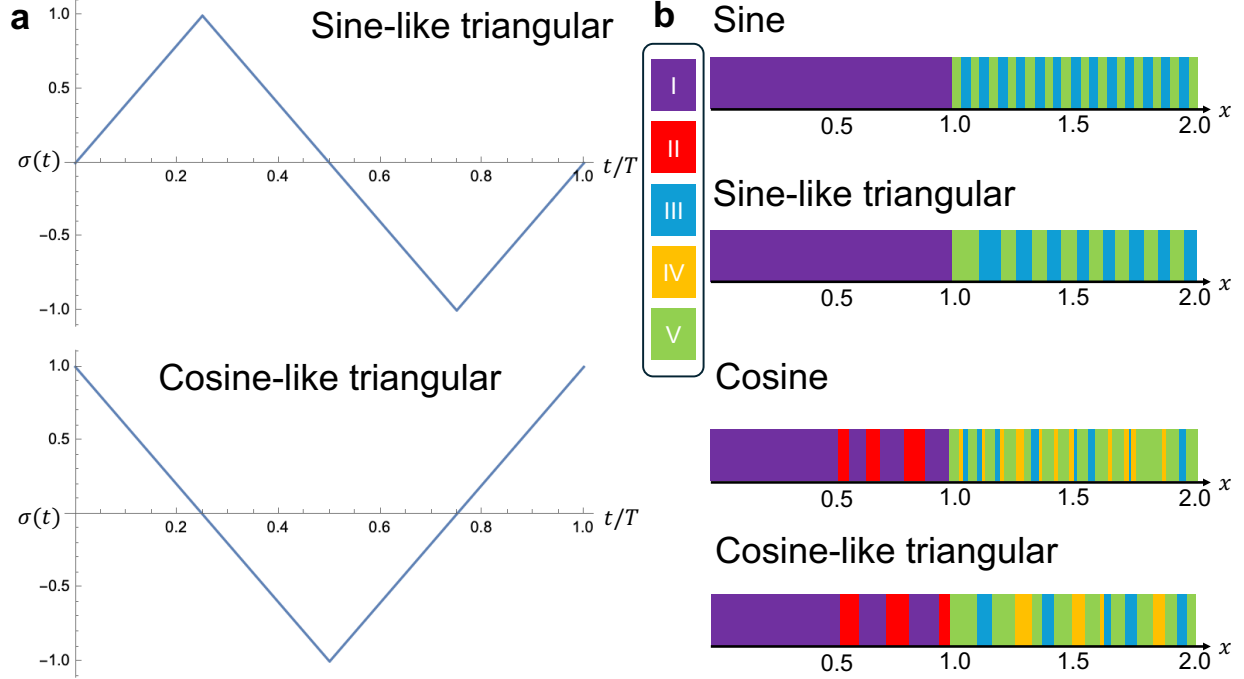 a
Sine-like triangular
1.0
0.5
σ(t)
0.2
0.4
0.6
0.8
1.0
t/T
−0.5
−1.0
Cosine-like triangular
1.0
0.5
σ(t)
0.2
0.4
0.6
0.8
1.0
t/T
−0.5
−1.0
b
I
II
III
IV
V
Sine
0.5
1.0
1.5
2.0
x
Sine-like triangular
0.5
1.0
1.5
2.0
x
Cosine
0.5
1.0
1.5
2.0
x
Cosine-like triangular
0.5
1.0
1.5
2.0
x